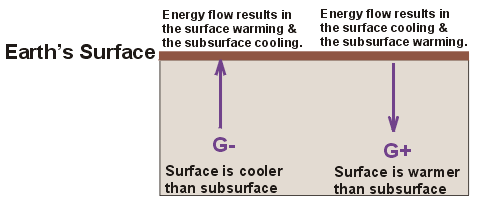 Energy flow results in
the surface warming &
the subsurface cooling.
Energy flow results in
the surface cooling &
the subsurface warming.
Earth's Surface
G-
Surface is cooler
than subsurface
G+
Surface is warmer
than subsurface